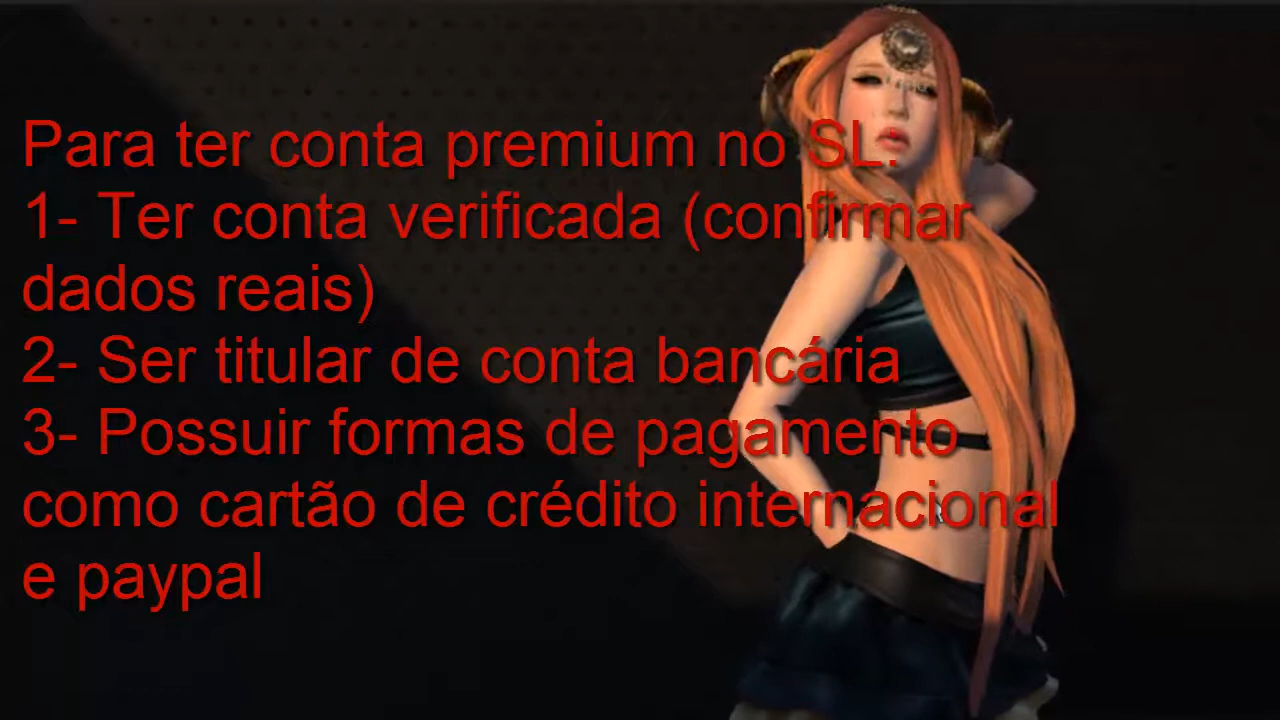 Para ter conta premium no SL:
1- Ter conta verificada (confirmar
dados reais)
2- Ser titular de conta bancária
3- Possuir formas de pagamento
como cartão de crédito internacional
e paypal